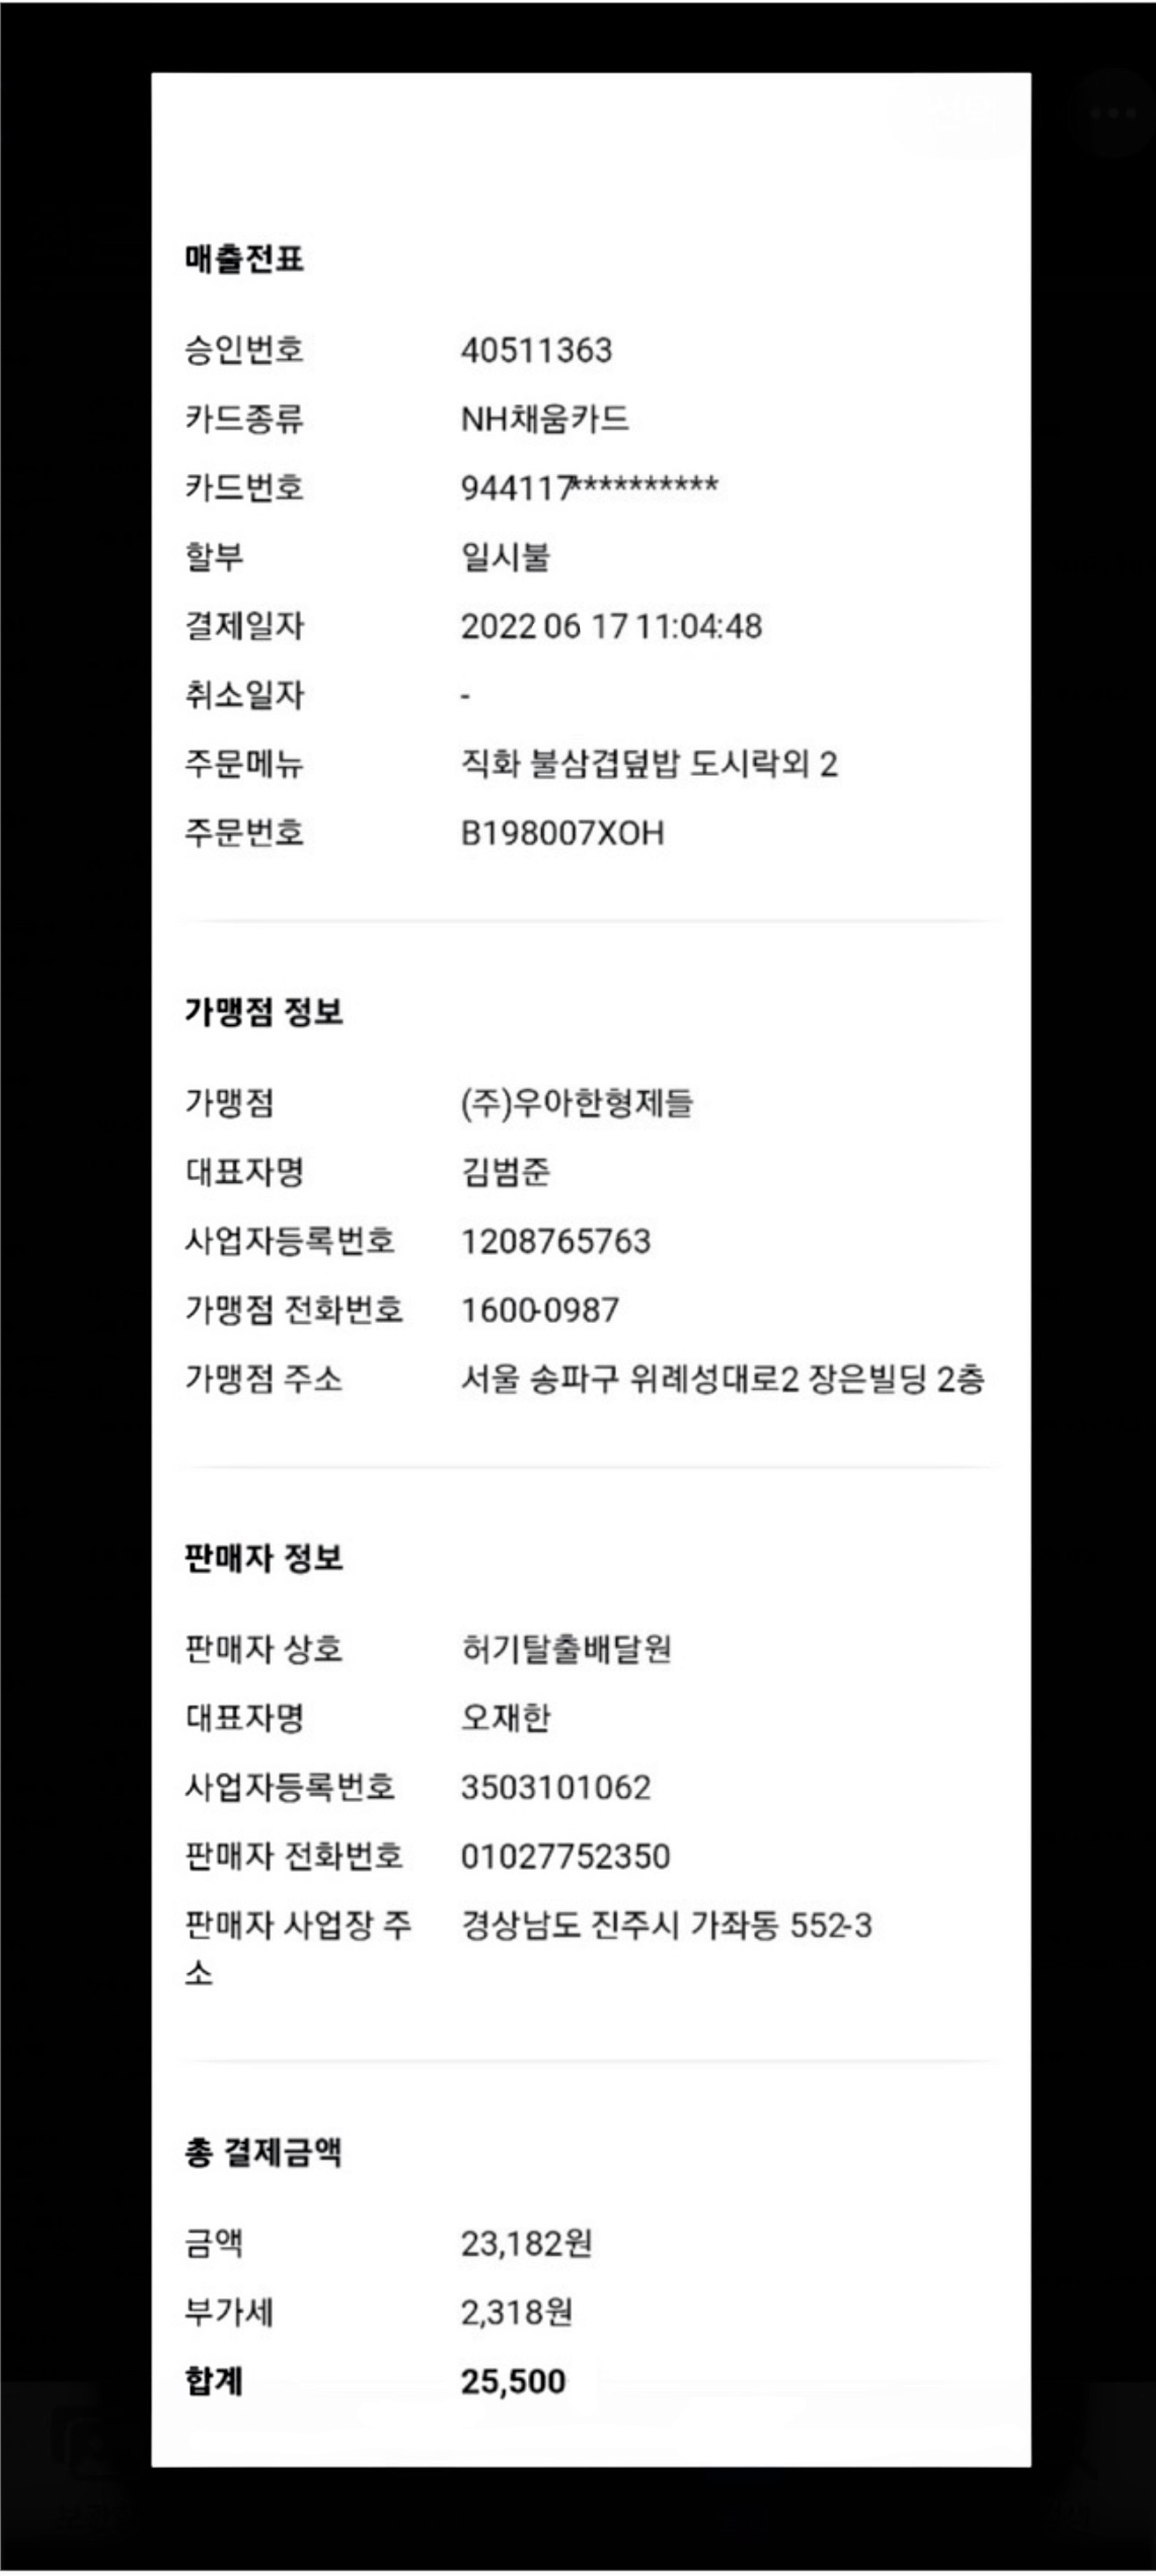 매출전표
승인번호 40511363
카드종류 NH채움카드
카드번호 944117**********
할부 일시불
결제일자 2022 06 17 11:04:48
취소일자 -
주문메뉴 직화 불삼겹덮밥 도시락외 2
주문번호 B198007XOH
가맹점 정보
가맹점 (주)우아한형제들
대표자명 김범준
사업자등록번호 1208765763
가맹점 전화번호 1600-0987
가맹점 주소 서울 송파구 위례성대로2 장은빌딩 2층
판매자 정보
판매자 상호 허기탈출배달원
대표자명 오재한
사업자등록번호 3503101062
판매자 전화번호 01027752350
판매자 사업장 주 경상남도 진주시 가좌동 552-3
소
총 결제금액
금액 23,182원
부가세 2,318원
합계 25,500